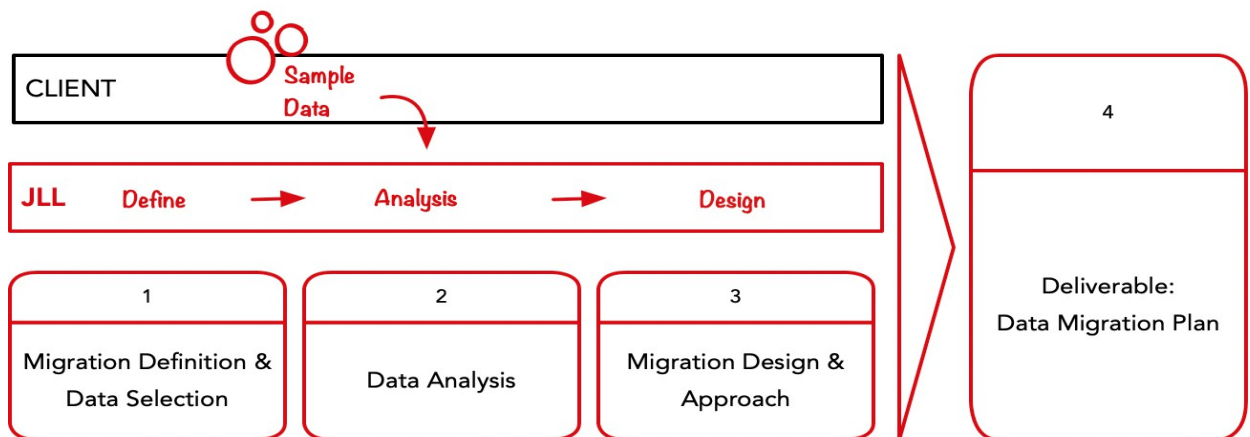 CLIENT
Sample
Data
JLL Define Analysis Design
1
Migration Definition &
Data Selection
2
Data Analysis
3
Migration Design &
Approach
4
Deliverable:
Data Migration Plan